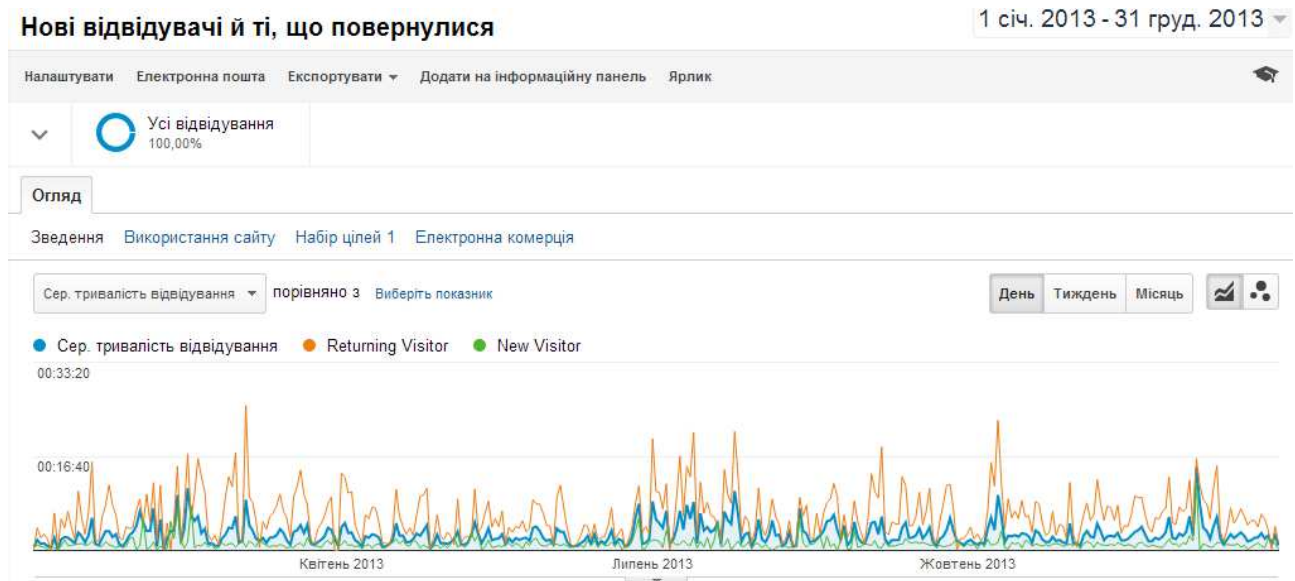 Нові відвідувачі й ті, що повернулися
1 січ. 2013 - 31 груд. 2013
Налаштувати Електронна пошта Експортувати Додати на інформаційну панель Ярлик
Усі відвідування
100,00%
Огляд
Зведення Використання сайту Набір цілей 1 Електронна комерція
Сер. тривалість відвідування порівняно з Виберіть показник День Тиждень Місяць
Сер. тривалість відвідування Returning Visitor New Visitor
00:33:20
00:16:40
Квітень 2013 Липень 2013 Жовтень 2013